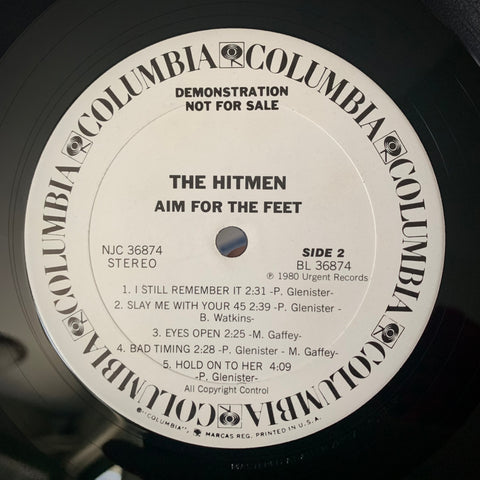 COLUMBIA COLUMBIA COLUMBIA COLUMBIA COLUMBIA COLUMBIA
DEMONSTRATION
NOT FOR SALE
THE HITMEN
AIM FOR THE FEET
NJC 36874
STEREO
SIDE 2
BL 36874
℗ 1980 Urgent Records
1. I STILL REMEMBER IT 2:31 -P. Glenister-
2. SLAY ME WITH YOUR 45 2:39 -P. Glenister -
B. Watkins-
3. EYES OPEN 2:25 -M. Gaffey-
4. BAD TIMING 2:28 -P. Glenister - M. Gaffey-
5. HOLD ON TO HER 4:09
-P. Glenister-
All Copyright Control
"COLUMBIA", MARCAS REG. PRINTED IN U.S.A.